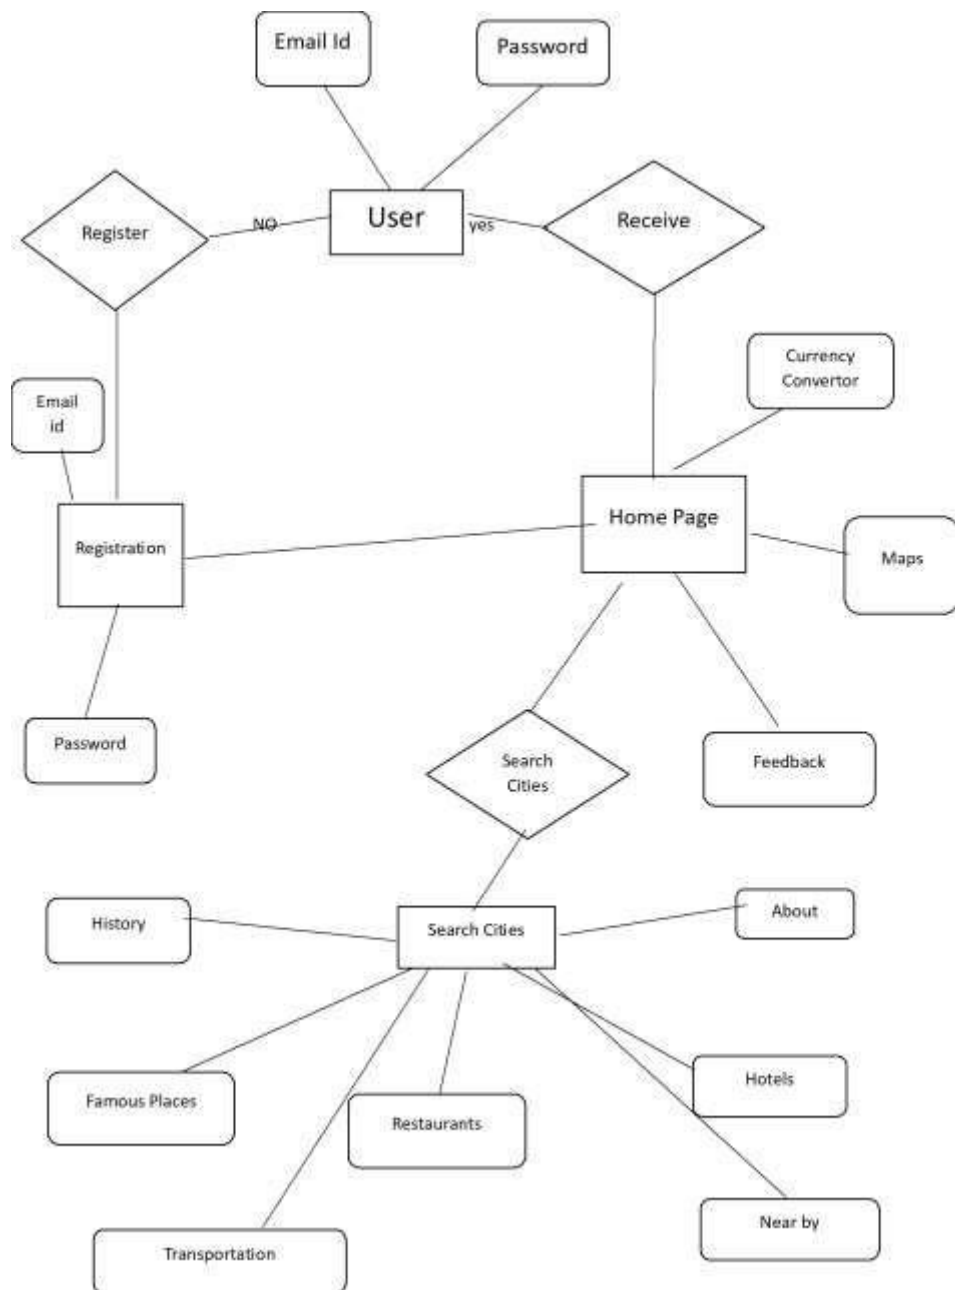 Email Id
Password
User
Register
NO
yes
Receive
Currency
Convertor
Email
id
Home Page
Registration
Maps
Password
Search
Cities
Feedback
History
Search Cities
About
Famous Places
Restaurants
Hotels
Transportation
Near by